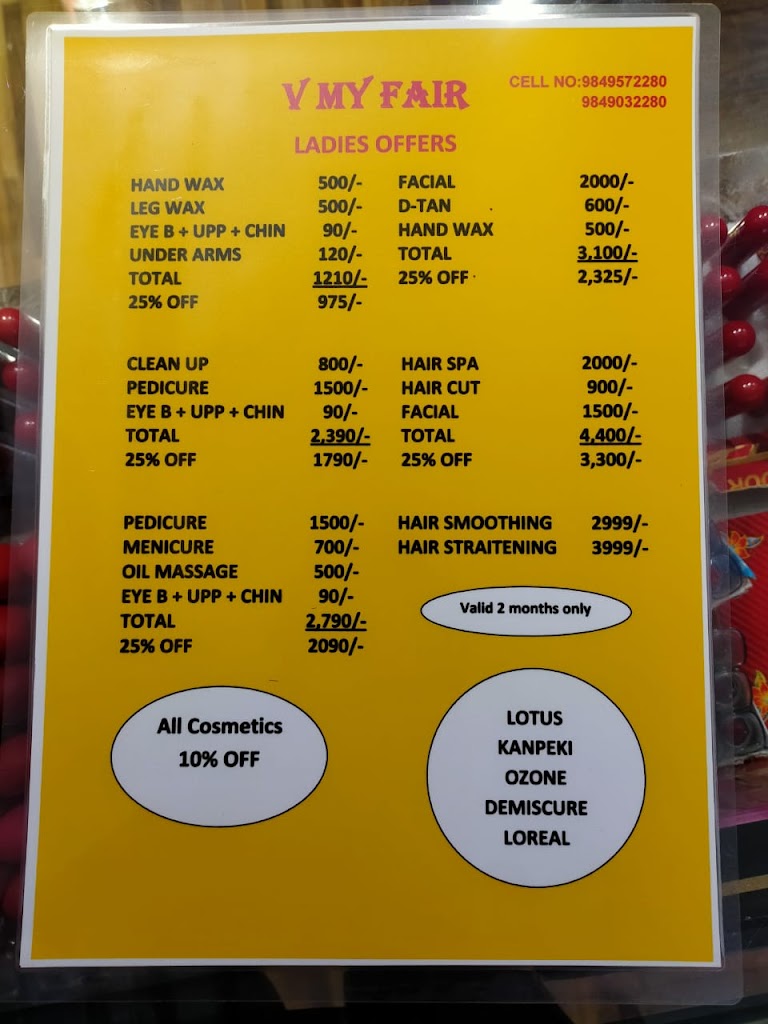 V MY FAIR
CELL NO:9849572280
9849032280
LADIES OFFERS
HAND WAX 500/-
LEG WAX 500/-
EYE B + UPP + CHIN 90/-
UNDER ARMS 120/-
TOTAL 1210/-
25% OFF 975/-
FACIAL 2000/-
D-TAN 600/-
HAND WAX 500/-
TOTAL 3,100/-
25% OFF 2,325/-
CLEAN UP 800/-
PEDICURE 1500/-
EYE B + UPP + CHIN 90/-
TOTAL 2,390/-
25% OFF 1790/-
HAIR SPA 2000/-
HAIR CUT 900/-
FACIAL 1500/-
TOTAL 4,400/-
25% OFF 3,300/-
PEDICURE 1500/-
MENICURE 700/-
OIL MASSAGE 500/-
EYE B + UPP + CHIN 90/-
TOTAL 2,790/-
25% OFF 2090/-
HAIR SMOOTHING 2999/-
HAIR STRAITENING 3999/-
Valid 2 months only
All Cosmetics
10% OFF
LOTUS
KANPEKI
OZONE
DEMISCURE
LOREAL